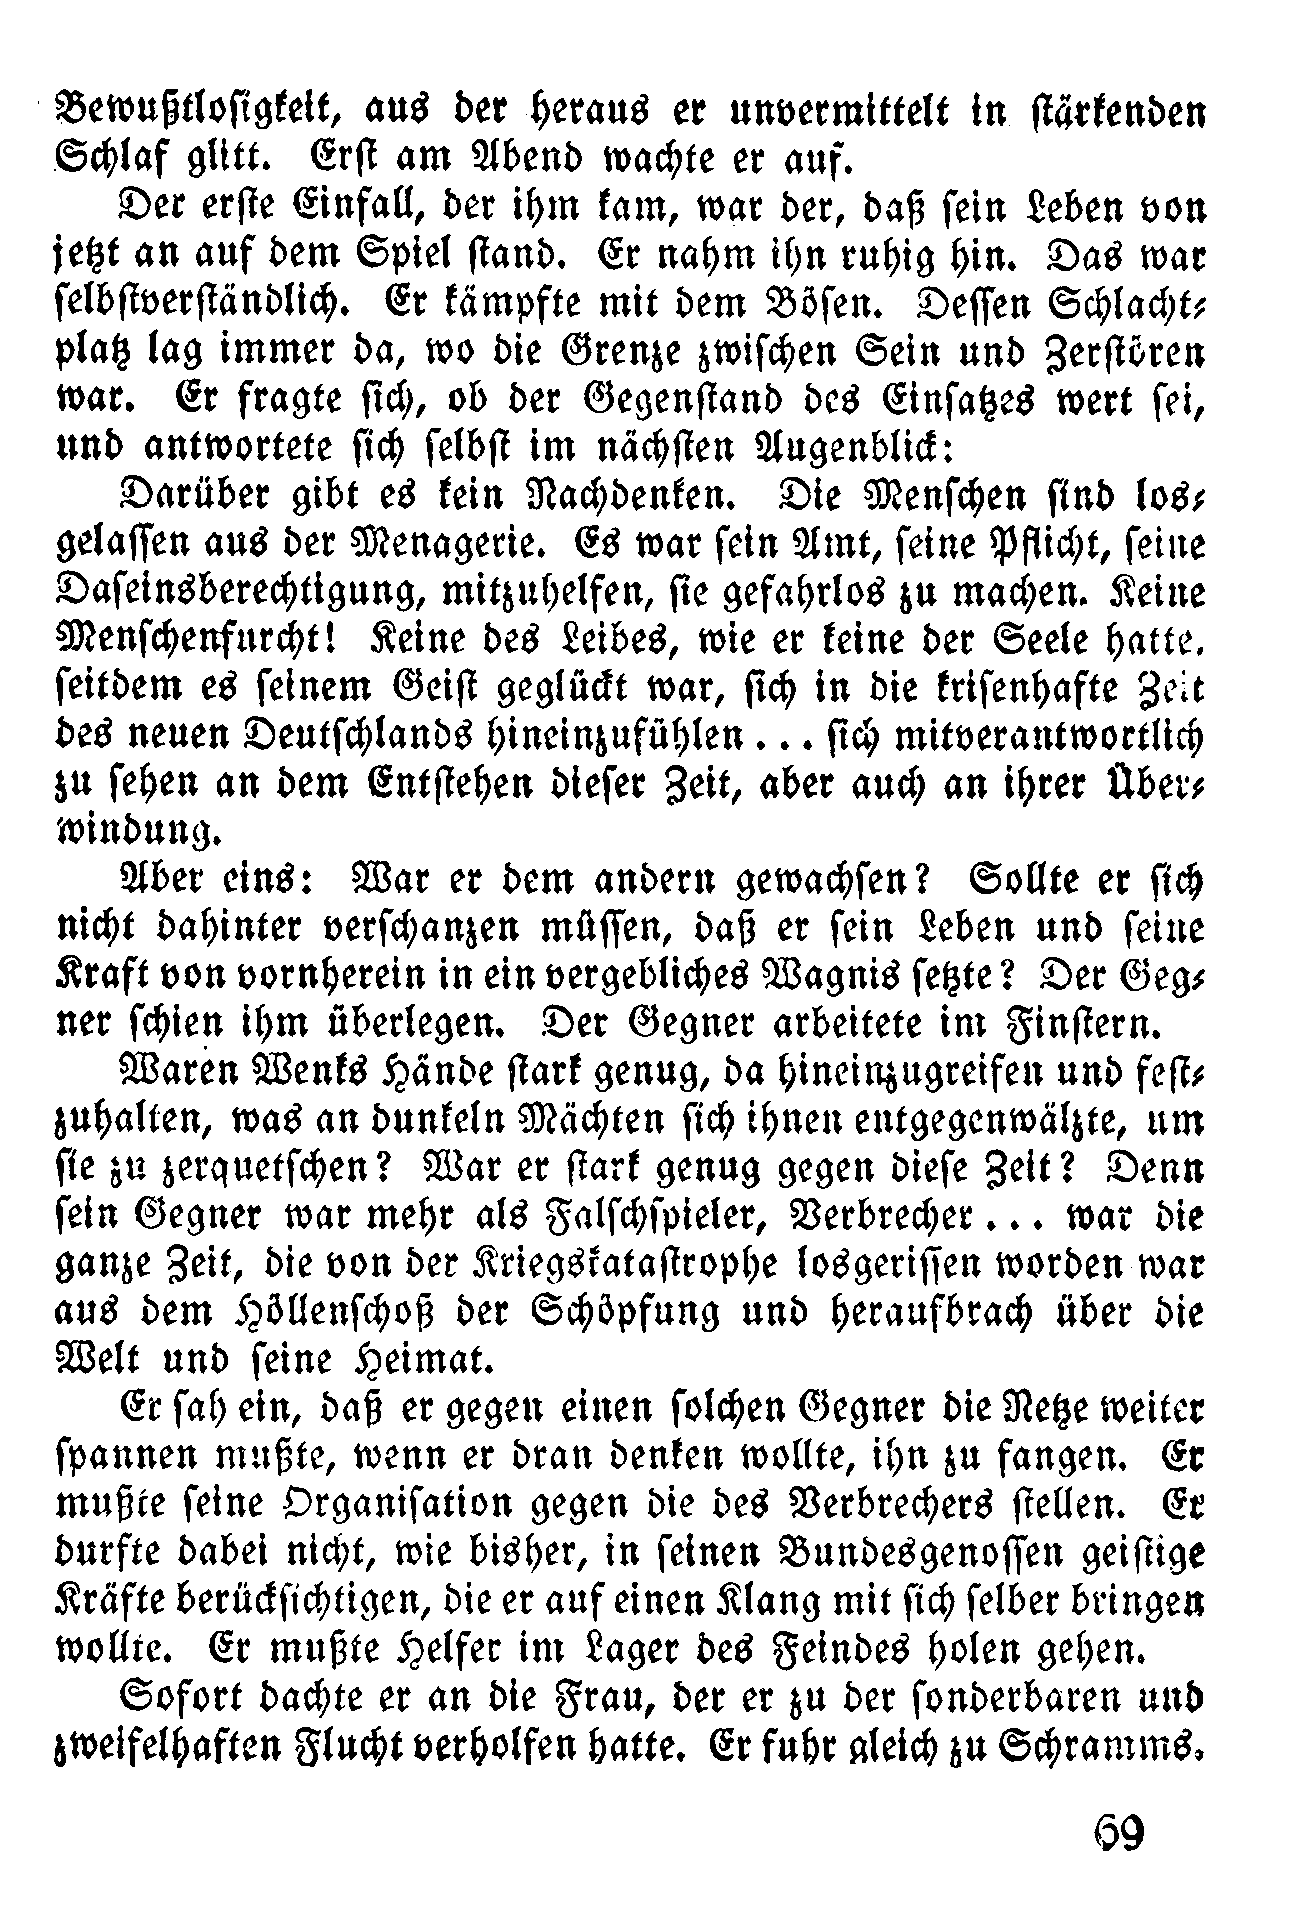 Bewußtlosigkeit, aus der heraus er unvermittelt in stärkenden
Schlaf glitt. Erst am Abend wachte er auf.
Der erste Einfall, der ihm kam, war der, daß sein Leben von
jetzt an auf dem Spiel stand. Er nahm ihn ruhig hin. Das war
selbstverständlich. Er kämpfte mit dem Bösen. Dessen Schlacht-
platz lag immer da, wo die Grenze zwischen Sein und Zerstören
war. Er fragte sich, ob der Gegenstand des Einsatzes wert sei,
und antwortete sich selbst im nächsten Augenblick:
Darüber gibt es kein Nachdenken. Die Menschen sind los-
gelassen aus der Menagerie. Es war sein Amt, seine Pflicht, seine
Daseinsberechtigung, mitzuhelfen, sie gefahrlos zu machen. Keine
Menschenfurcht! Keine des Leibes, wie er keine der Seele hatte,
seitdem es seinem Geist geglückt war, sich in die krisenhafte Zeit
des neuen Deutschlands hineinzufühlen ... sich mitverantwortlich
zu sehen an dem Entstehen dieser Zeit, aber auch an ihrer Über-
windung.
Aber eins: War er dem andern gewachsen? Sollte er sich
nicht dahinter verschanzen müssen, daß er sein Leben und seine
Kraft von vornherein in ein vergebliches Wagnis setzte? Der Geg-
ner schien ihm überlegen. Der Gegner arbeitete im Finstern.
Waren Wenks Hände stark genug, da hineinzugreifen und fest-
zuhalten, was an dunkeln Mächten sich ihnen entgegenwälzte, um
sie zu zerquetschen? War er stark genug gegen diese Zeit? Denn
sein Gegner war mehr als Falschspieler, Verbrecher ... war die
ganze Zeit, die von der Kriegskatastrophe losgerissen worden war
aus dem Höllenschoß der Schöpfung und heraufbrach über die
Welt und seine Heimat.
Er sah ein, daß er gegen einen solchen Gegner die Netze weiter
spannen mußte, wenn er dran denken wollte, ihn zu fangen. Er
mußte seine Organisation gegen die des Verbrechers stellen. Er
durfte dabei nicht, wie bisher, in seinen Bundesgenossen geistige
Kräfte berücksichtigen, die er auf einen Klang mit sich selber bringen
wollte. Er mußte Helfer im Lager des Feindes holen gehen.
Sofort dachte er an die Frau, der er zu der sonderbaren und
zweifelhaften Flucht verholfen hatte. Er fuhr gleich zu Schramms.
69